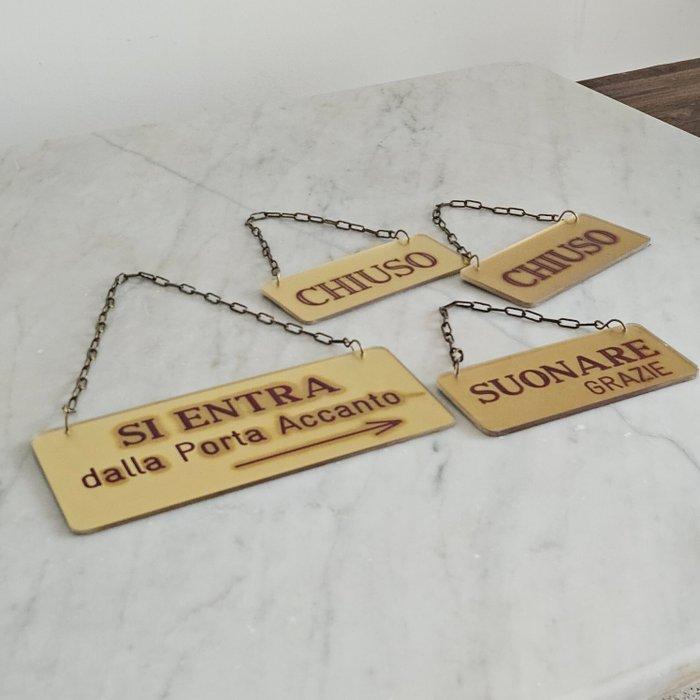 CHIUSO
CHIUSO
SUONARE
GRAZIE
SI ENTRA
dalla Porta Accanto